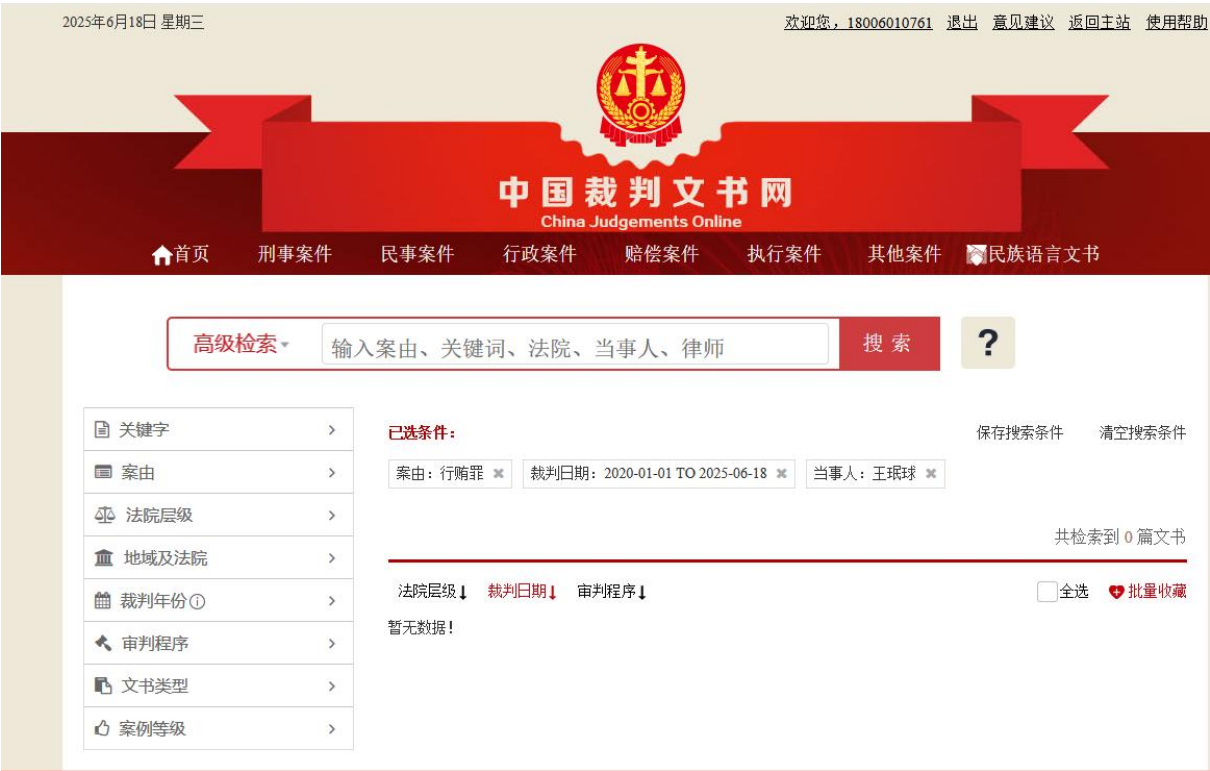 2025年6月18日 星期三
欢迎您，18006010761 退出 意见建议 返回主站 使用帮助
中国裁判文书网
China Judgements Online
首页 刑事案件 民事案件 行政案件 赔偿案件 执行案件 其他案件 民族语言文书
高级检索 输入案由、关键词、法院、当事人、律师 搜索 ?
关键字
案由
法院层级
地域及法院
裁判年份
审判程序
文书类型
案例等级
已选条件： 保存搜索条件 清空搜索条件
案由：行贿罪 × 裁判日期：2020-01-01 TO 2025-06-18 × 当事人：王珉球 ×
共检索到 0 篇文书
法院层级↓ 裁判日期↓ 审判程序↓ 全选 批量收藏
暂无数据！